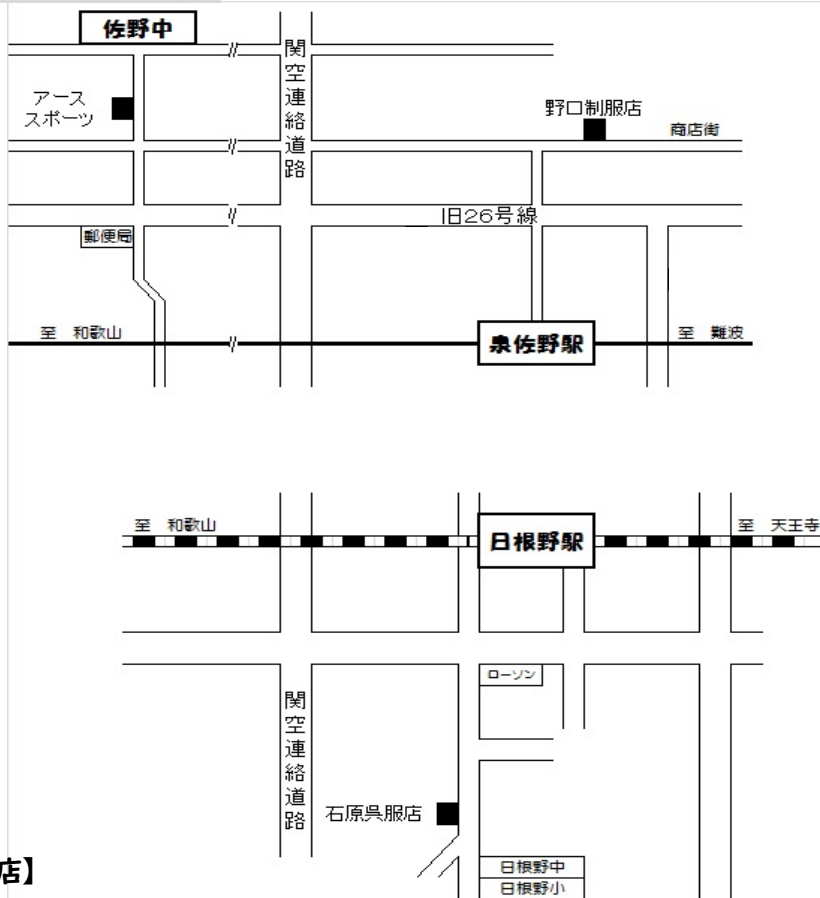 佐野中
関空連絡道路
アース
スポーツ
野口制服店
商店街
旧26号線
郵便局
至 和歌山
泉佐野駅
至 難波
至 和歌山
日根野駅
至 天王寺
ローソン
関空連絡道路
石原呉服店
日根野中
日根野小
店】